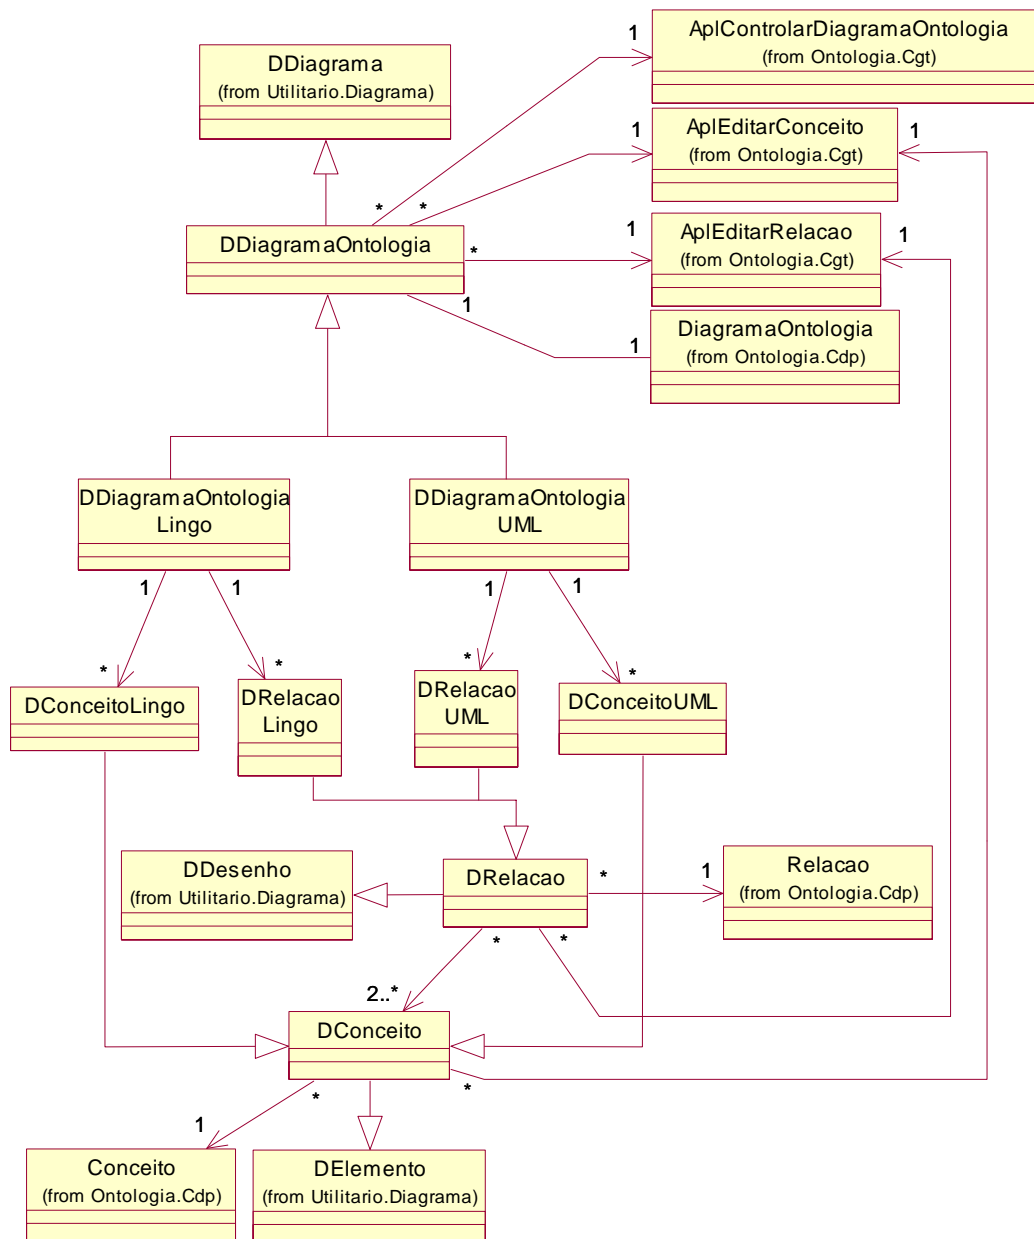 1
AplControlarDiagramaOntologia
(from Ontologia.Cgt)
DDiagrama
(from Utilitario.Diagrama)
1
AplEditarConceito
(from Ontologia.Cgt)
1
*
*
DDiagramaOntologia
*
1
AplEditarRelacao
(from Ontologia.Cgt)
1
1
1
DiagramaOntologia
(from Ontologia.Cdp)
DDiagramaOntologia
Lingo
DDiagramaOntologia
UML
1
1
1
1
*
*
*
*
DConceitoLingo
DRelacao
Lingo
DRelacao
UML
DConceitoUML
DDesenho
(from Utilitario.Diagrama)
DRelacao
*
1
Relacao
(from Ontologia.Cdp)
*
*
2..*
DConceito
*
*
1
Conceito
(from Ontologia.Cdp)
DElemento
(from Utilitario.Diagrama)